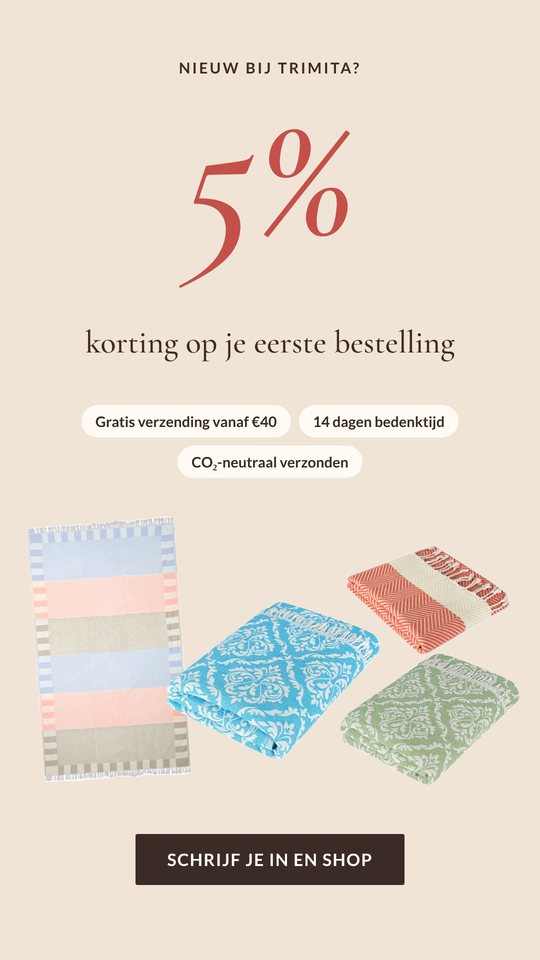 NIEUW BIJ TRIMITA?
5%
korting op je eerste bestelling
Gratis verzending vanaf €40
14 dagen bedenktijd
CO₂-neutraal verzonden
SCHRIJF JE IN EN SHOP